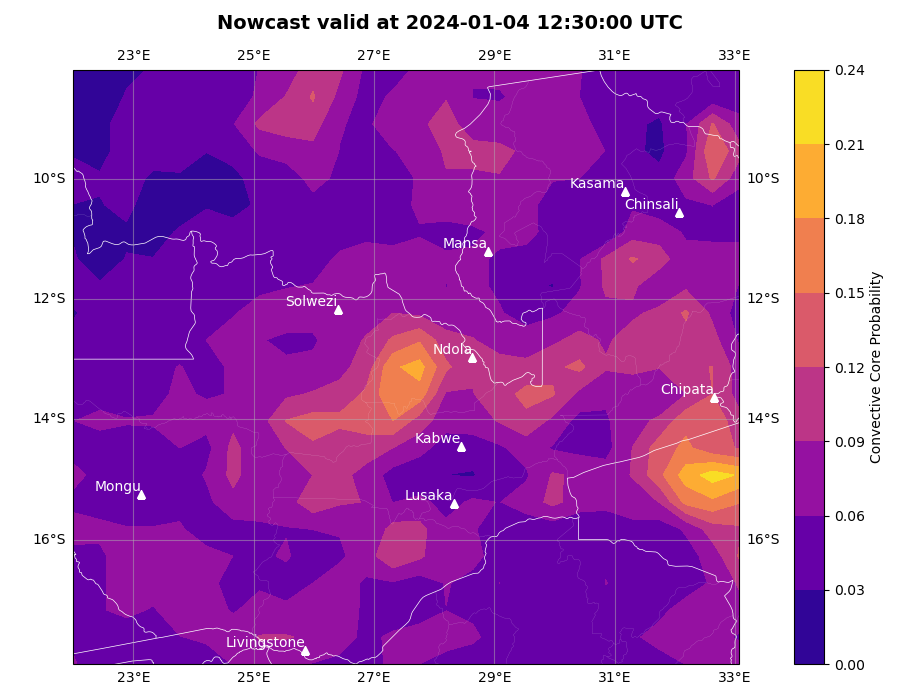 Nowcast valid at 2024-01-04 12:30:00 UTC
23°E 25°E 27°E 29°E 31°E 33°E
0.24
0.21
10°S 10°S
Kasama
Chinsali
0.18
Mansa
0.15
12°S 12°S
Solwezi
Convective Core Probability
Ndola
0.12
Chipata
14°S 14°S
Kabwe
0.09
Mongu
Lusaka
0.06
16°S 16°S
0.03
Livingstone
0.00
23°E 25°E 27°E 29°E 31°E 33°E